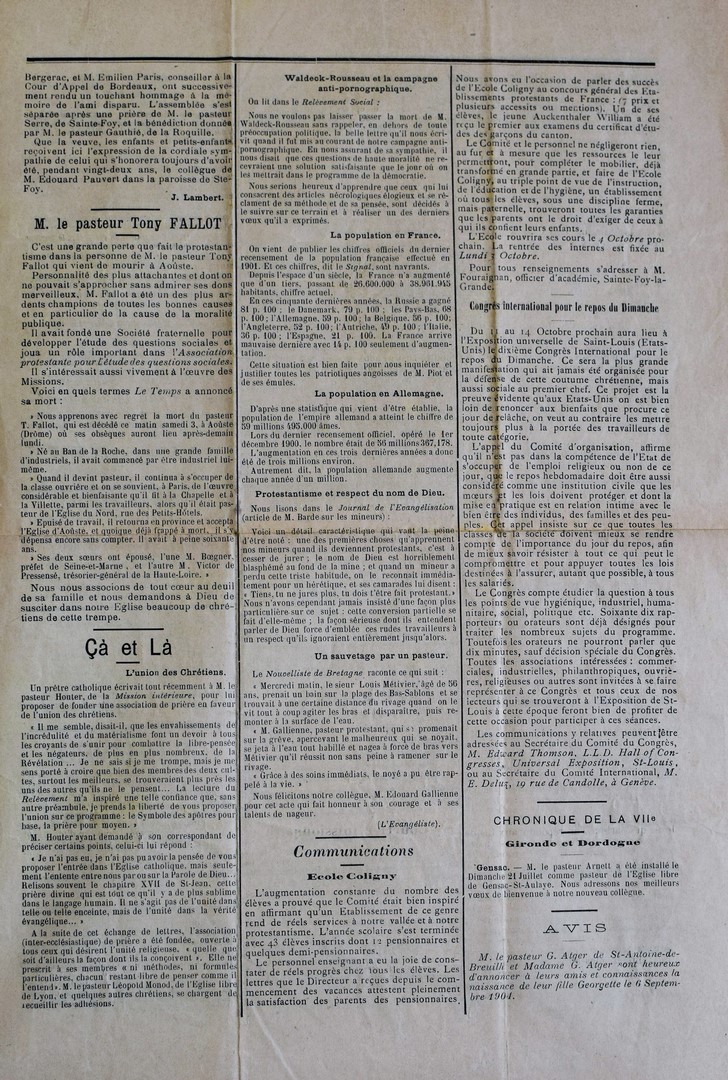 Bergerac, et M. Emilien Paris, conseiller à la
Cour d'Appel de Bordeaux, ont successive-
ment rendu un touchant hommage à la mé-
moire de l'ami disparu. L'assemblée s'est
séparée après une prière de M. le pasteur
Serre, de Sainte-Foy, et la bénédiction donnée
par M. le pasteur Gauthié, de la Roquille.
Que la veuve, les enfants et petits-enfants
reçoivent ici l'expression de la cordiale sym-
pathie de celui qui s'honorera toujours d'avoir
été, pendant vingt-deux ans, le collègue de
M. Edouard Pauvert dans la paroisse de Ste-
Foy.
J. Lambert.
M. le pasteur Tony FALLOT
C'est une grande perte que fait le protestan-
tisme dans la personne de M. le pasteur Tony
Fallot qui vient de mourir à Aoiste.
Personnalité des plus attachantes et dont on
ne pouvait s'approcher sans admirer ses dons
merveilleux. M. Fallot a été un des plus ar-
dents champions de toutes les bonnes causes
et en particulier de la cause de la moralité
publique.
Il avait fondé une Société fraternelle pour
développer l'étude des questions sociales et
joua un rôle important dans l'Association
protestante pour l'étude des questions sociales.
Il s'intéressait aussi vivement à l'œuvre des
Missions.
Voici en quels termes Le Temps a annoncé
sa mort :
» Nous apprenons avec regret la mort du pasteur
T. Fallot, qui est décédé ce matin samedi 3, à Aoûste
(Drôme) où ses obsèques auront lieu après-demain
lundi.
» Né au Ban de la Roche, dans une grande famille
d'industriels, il avait commencé par être industriel lui-
même.
» Quand il devint pasteur, il continua à s'occuper de
la classe ouvrière et on se souvient, à Paris, de l'œuvre
considérable et bienfaisante qu'il fit à la Chapelle et à
la Villette, parmi les travailleurs, alors qu'il était pas-
teur de l'Eglise du Nord, rue des Petits-Hôtels.
» Epuisé de travail, il retourna en province et accepta
l'Eglise d'Aoûste, et quoique déjà frappé à mort, il s'y
dépensa encore sans compter. Il avait à peine soixante
ans.
» Ses deux sœurs ont épousé, l'une M. Bœgner,
préfet de Seine-et-Marne, et l'autre M. Victor de
Pressensé, trésorier-général de la Haute-Loire. »
Nous nous associons de tout cœur au deuil
de sa famille et nous demandons à Dieu de
susciter dans notre Eglise beaucoup de chré-
tiens de cette trempe.
Çà et Là
L'union des Chrétiens.
Un prêtre catholique écrivait tout récemment à M. le
pasteur Houter, de la Mission intérieure, pour lui
proposer de fonder une association de prière en faveur
de l'union des chrétiens.
« Il me semble, disait-il, que les envahissements de
l'incrédulité et du matérialisme font un devoir à tous
les croyants de s'unir pour combattre la libre-pensée
et les négateurs, de plus en plus nombreux, de la
Révélation ... Je ne sais si je me trompe, mais je me
sens porté à croire que bien des membres des deux cul-
tes, surtout les meilleurs, se trouveraient plus près les
uns des autres qu'ils ne le pensent... La lecture du
Relèvement m'a inspiré une telle confiance que, sans
autre préambule, je prends la liberté de vous proposer
l'union sur ce programme : le Symbole des apôtres pour
base, la prière pour moyen. »
M. Houter ayant demandé à son correspondant de
préciser certains points, celui-ci lui répond :
« Je n'ai pas eu, je n'ai pas pu avoir la pensée de vous
proposer l'entrée dans l'Eglise catholique, mais seule-
ment l'entente entre nous par ou sur la Parole de Dieu...
Relisons souvent le chapitre XVII de St-Jean, cette
prière divine qui est tout ce qu'il y a de plus sublime
dans le langage humain. Il ne s'agit pas de l'unité dans
telle ou telle enceinte, mais de l'unité dans la vérité
évangélique... »
A la suite de cet échange de lettres, l'association
(inter-ecclésiastique) de prière a été fondée, ouverte à
tous ceux qui désirent l'unité religieuse. « quelle que
soit d'ailleurs la façon dont ils la conçoivent ». Elle ne
prescrit à ses membres « ni méthodes, ni formules
particulières, chacun restant libre de penser comme il
l'entend ». M. le pasteur Léopold Monod, de l'Eglise libre
de Lyon, et quelques autres chrétiens, se chargent de
recueillir les adhésions.
Waldeck-Rousseau et la campagne
anti-pornographique.
On lit dans le Relèvement Social :
Nous ne voulons pas laisser passer la mort de M.
Waldeck-Rousseau sans rappeler, en dehors de toute
préoccupation politique, la belle lettre qu'il nous écri-
vit quand il fut mis au courant de notre campagne anti-
pornographique. En nous assurant de sa sympathie, il
nous disait que ces questions de haute moralité ne re-
cevraient une solution satisfaisante que le jour où on
les mettrait dans le programme de la démocratie.
Nous serions heureux d'apprendre que ceux qui lui
consacrent des articles nécrologiques élogieux et se ré-
clament de sa méthode et de sa pensée, sont décidés à
le suivre sur ce terrain et à réaliser un des derniers
vœux qu'il a exprimés.
La population en France.
On vient de publier les chiffres officiels du dernier
recensement de la population française effectué en
1901. Et ces chiffres, dit le Signal, sont navrants.
Depuis l'espace d'un siècle, la France n'a augmenté
que d'un tiers, passant de 26.600.000 à 38.961.945
habitants, chiffre actuel.
En ces cinquante dernières années, la Russie a gagné
81 p. 100 ; le Danemark, 79 p. 100 ; les Pays-Bas, 68
p. 100 ; l'Allemagne, 59 p. 100 ; la Belgique, 56 p. 100 ;
l'Angleterre, 52 p. 100 ; l'Autriche, 49 p. 100 ; l'Italie,
36 p. 100 ; l'Espagne, 21 p. 100. La France arrive
mauvaise dernière avec 14 p. 100 seulement d'augmen-
tation.
Cette situation est bien faite pour nous inquiéter et
justifier toutes les patriotiques angoisses de M. Piot et
de ses émules.
La population en Allemagne.
D'après une statistique qui vient d'être établie, la
population de l'empire allemand a atteint le chiffre de
59 millions 495.000 âmes.
Lors du dernier recensement officiel, opéré le 1er
décembre 1900, le nombre était de 56 millions 367,178.
L'augmentation en ces trois dernières années a donc
été de trois millions environ.
Autrement dit, la population allemande augmente
chaque année d'un million.
Protestantisme et respect du nom de Dieu.
Nous lisons dans le Journal de l'Evangélisation
(article de M. Barde sur les mineurs) :
Voici un détail caractéristique qui vaut la peine
d'être noté : une des premières choses qu'apprennent
nos mineurs quand ils deviennent protestants, c'est à
cesser de jurer ; le nom de Dieu est horriblement
blasphémé au fond de la mine ; et quand un mineur a
perdu cette triste habitude, on le reconnaît immédia-
tement pour un hérétique, et ses camarades lui disent :
« Tiens, tu ne jures plus, tu dois t'être fait protestant. »
Nous n'avons cependant jamais insisté d'une façon plus
particulière sur ce sujet : cette conversion partielle se
fait d'elle-même ; la façon sérieuse dont ils entendent
parler de Dieu force d'emblée ces rudes travailleurs à
un respect qu'ils ignoraient entièrement jusqu'alors.
Un sauvetage par un pasteur.
Le Nouvelliste de Bretagne raconte ce qui suit :
« Mercredi matin, le sieur Louis Métivier, âgé de 56
ans, prenait un bain sur la plage des Bas-Sablons et se
trouvait à une certaine distance du rivage quand on le
vit tout à coup agiter les bras et disparaître, puis re-
monter à la surface de l'eau.
« M. Gallienne, pasteur protestant, qui se promenait
sur la grève, apercevant le malheureux qui se noyait,
se jeta à l'eau tout habillé et nagea à force de bras vers
Métivier qu'il réussit non sans peine à ramener sur le
rivage.
« Grâce à des soins immédiats, le noyé a pu être rap-
pelé à la vie. »
Nous félicitons notre collègue, M. Edouard Gallienne
pour cet acte qui fait honneur à son courage et à ses
talents de nageur.
(L'Evangéliste).
Communications
Ecole Coligny
L'augmentation constante du nombre des
élèves a prouvé que le Comité était bien inspiré
en affirmant qu'un Etablissement de ce genre
rend de réels services à notre vallée et à notre
protestantisme. L'année scolaire s'est terminée
avec 43 élèves inscrits dont 12 pensionnaires et
quelques demi-pensionnaires.
Le personnel enseignant a eu la joie de cons-
tater de réels progrès chez tous les élèves. Les
lettres que le Directeur a reçues depuis le com-
mencement des vacances attestent pleinement
la satisfaction des parents des pensionnaires.
Nous avons eu l'occasion de parler des succès
de l'Ecole Coligny au concours général des Eta-
blissements protestants de France : (7 prix et
plusieurs accessits ou mentions). Un de ses
élèves, le jeune Auckenthaler William a été
reçu le premier aux examens du certificat d'étu-
des des garçons du canton.
Le Comité et le personnel ne négligeront rien,
au fur et à mesure que les ressources le leur
permettront, pour compléter le mobilier, déjà
transformé en grande partie, et faire de l'Ecole
Coligny, au triple point de vue de l'instruction,
de l'éducation et de l'hygiène, un établissement
où tous les élèves, sous une discipline ferme,
mais paternelle, trouveront toutes les garanties
que les parents ont le droit d'exiger de ceux à
qui ils confient leurs enfants.
L'Ecole rouvrira ses cours le 4 Octobre pro-
chain. La rentrée des internes est fixée au
Lundi 3 Octobre.
Pour tous renseignements s'adresser à M.
Fouraignan, officier d'académie, Sainte-Foy-la-
Grande.
Congrès international pour le repos du Dimanche
Du 11 au 14 Octobre prochain aura lieu à
l'Exposition universelle de Saint-Louis (Etats-
Unis) le dixième Congrès International pour le
repos du Dimanche. Ce sera la plus grande
manifestation qui ait jamais été organisée pour
la défense de cette coutume chrétienne, mais
aussi sociale au premier chef. Ce projet est la
preuve évidente qu'aux Etats-Unis on est bien
loin de renoncer aux bienfaits que procure ce
jour de relâche, on veut au contraire les mettre
toujours plus à la portée des travailleurs de
toute catégorie.
L'appel du Comité d'organisation, affirme
qu'il n'est pas dans la compétence de l'Etat de
s'occuper de l'emploi religieux ou non de ce
jour, que le repos hebdomadaire doit être aussi
considéré comme une institution civile que les
mœurs et les lois doivent protéger et dont la
mise en pratique est en relation intime avec le
bien être des individus, des familles et des peu-
ples. Cet appel insiste sur ce que toutes les
classes de la société doivent mieux se rendre
compte de l'importance du jour du repos, afin
de mieux savoir résister à tout ce qui peut le
compromettre et pour appuyer toutes les lois
destinées à l'assurer, autant que possible, à tous
les salariés.
Le Congrès compte étudier la question à tous
les points de vue hygiénique, industriel, huma-
nitaire, social, politique etc. Soixante dix rap-
porteurs ou orateurs sont déjà désignés pour
traiter les nombreux sujets du programme.
Toutefois les orateurs ne pourront parler que
dix minutes, sauf décision spéciale du Congrès.
Toutes les associations intéressées : commer-
ciales, industrielles, philanthropiques, ouvriè-
res, religieuses ou autres sont invitées à se faire
représenter à ce Congrès et tous ceux de nos
lecteurs qui se trouveront à l'Exposition de St-
Louis à cette époque feront bien de profiter de
cette occasion pour participer à ces séances.
Les communications y relatives peuvent être
adressées au Secrétaire du Comité du Congrès,
M. Edward Thomson, L.L.D. Hall of Con-
gresses, Universal Exposition, St-Louis,
ou au Secrétaire du Comité International, M.
E. Deluz, 19 rue de Candolle, à Genève.
CHRONIQUE DE LA VIIe
Gironde et Dordogne
Gensac. — M. le pasteur Arnett a été installé le
Dimanche 21 Juillet comme pasteur de l'Eglise libre
de Gensac-St-Aulaye. Nous adressons nos meilleurs
vœux de bienvenue à notre nouveau collègue.
AVIS
M. le pasteur G. Atger de St-Antoine-de-
Breuilh et Madame G. Atger sont heureux
d'annoncer à leurs amis et connaissances la
naissance de leur fille Georgette le 6 Septem-
bre 1904.